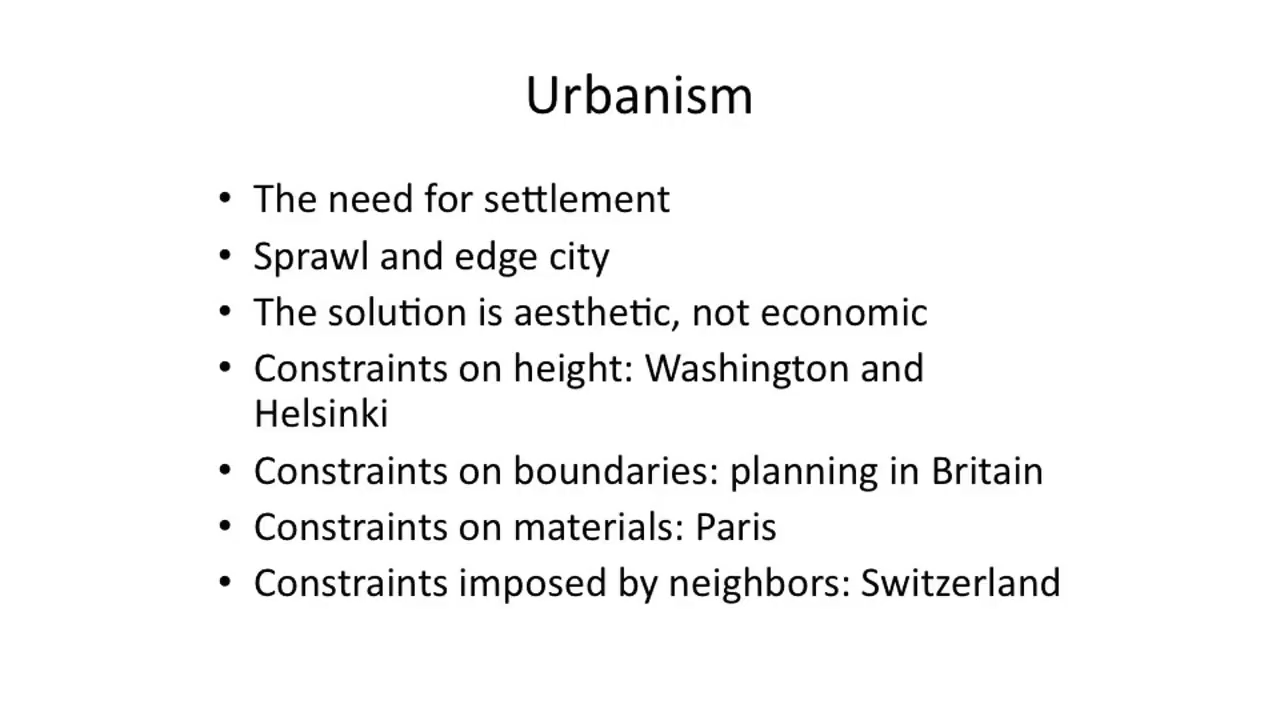 Urbanism
• The need for settlement
• Sprawl and edge city
• The solution is aesthetic, not economic
• Constraints on height: Washington and
Helsinki
• Constraints on boundaries: planning in Britain
• Constraints on materials: Paris
• Constraints imposed by neighbors: Switzerland